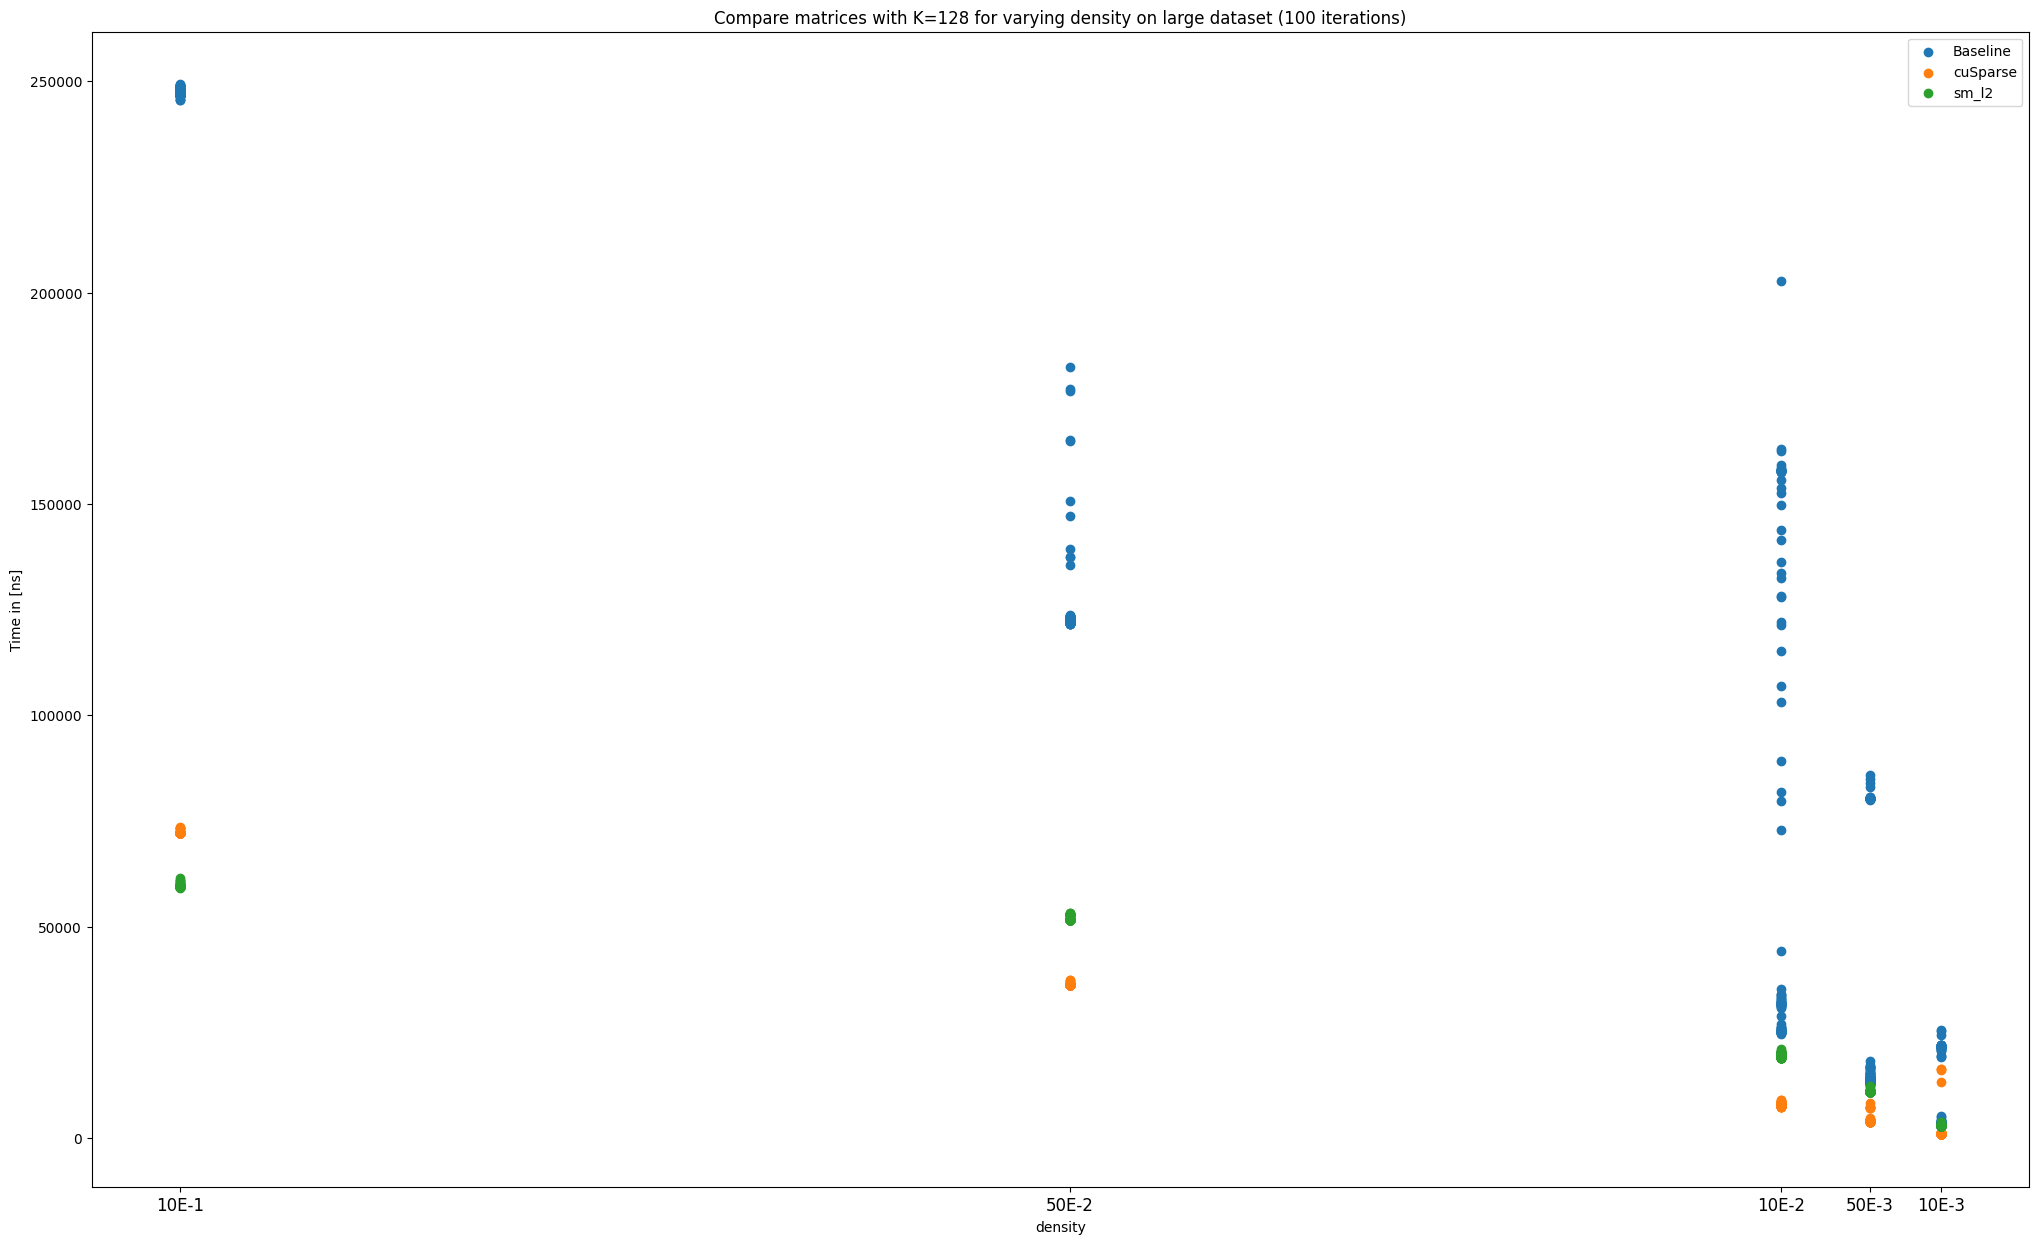 Compare matrices with K=128 for varying density on large dataset (100 iterations)
Baseline
cuSparse
sm_l2
250000
200000
150000
100000
50000
0
Time in [ns]
10E-1
50E-2
10E-2
50E-3
10E-3
density